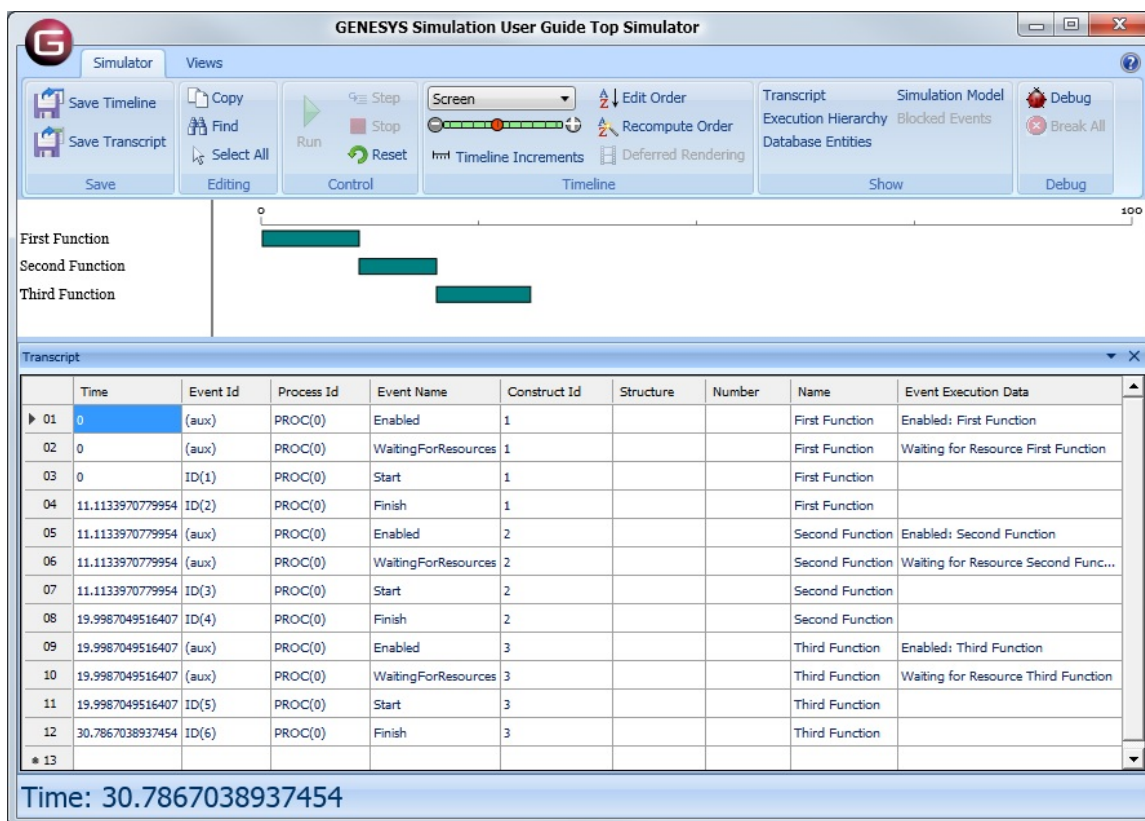 GENESYS Simulation User Guide Top Simulator
G
Simulator Views
Save Timeline
Save Transcript
Save
Copy
Find
Select All
Editing
Run
Step
Stop
Reset
Control
Screen
Timeline Increments
Edit Order
Recompute Order
Deferred Rendering
Timeline
Transcript Simulation Model
Execution Hierarchy Blocked Events
Database Entities
Show
Debug
Break All
Debug
0 100
First Function
Second Function
Third Function
Transcript
Time Event Id Process Id Event Name Construct Id Structure Number Name Event Execution Data
01 0 (aux) PROC(0) Enabled 1 First Function Enabled: First Function
02 0 (aux) PROC(0) WaitingForResources 1 First Function Waiting for Resource First Function
03 0 ID(1) PROC(0) Start 1 First Function
04 11.1133970779954 ID(2) PROC(0) Finish 1 First Function
05 11.1133970779954 (aux) PROC(0) Enabled 2 Second Function Enabled: Second Function
06 11.1133970779954 (aux) PROC(0) WaitingForResources 2 Second Function Waiting for Resource Second Func...
07 11.1133970779954 ID(3) PROC(0) Start 2 Second Function
08 19.9987049516407 ID(4) PROC(0) Finish 2 Second Function
09 19.9987049516407 (aux) PROC(0) Enabled 3 Third Function Enabled: Third Function
10 19.9987049516407 (aux) PROC(0) WaitingForResources 3 Third Function Waiting for Resource Third Function
11 19.9987049516407 ID(5) PROC(0) Start 3 Third Function
12 30.7867038937454 ID(6) PROC(0) Finish 3 Third Function
* 13
Time: 30.7867038937454